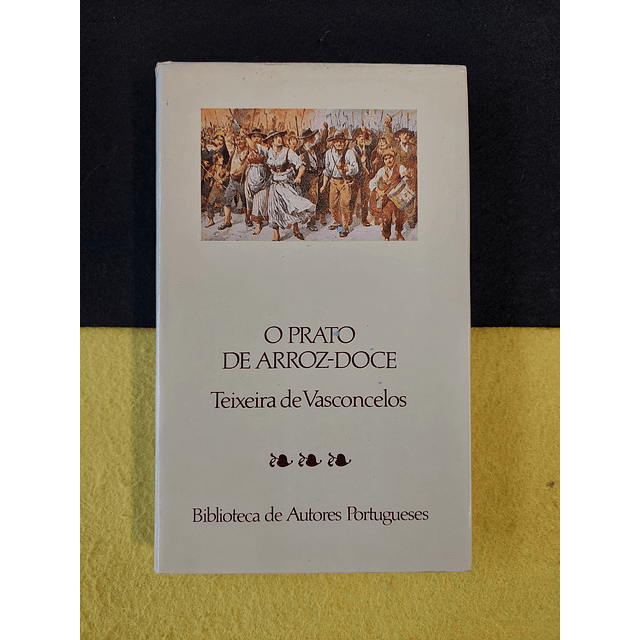 O PRATO
DE ARROZ-DOCE
Teixeira de Vasconcelos
Biblioteca de Autores Portugueses